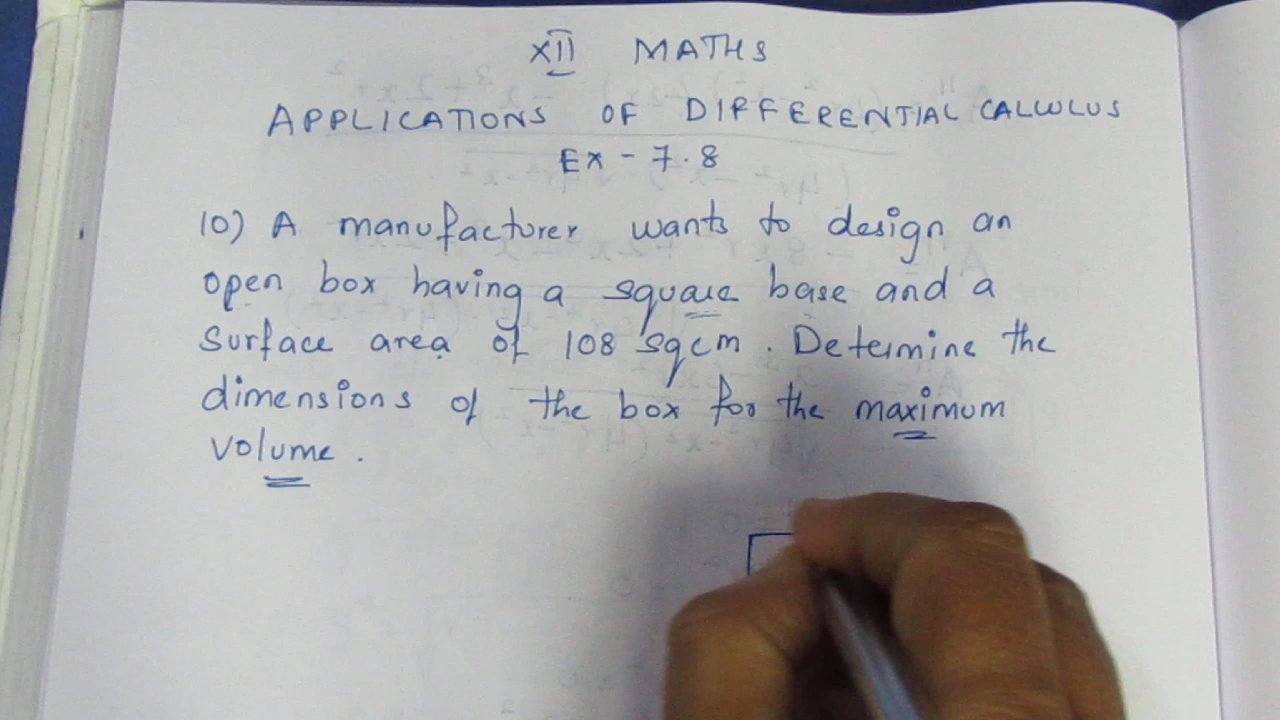 XII MATHS
APPLICATIONS OF DIFFERENTIAL CALCULUS
Ex - 7.8
10) A manufacturer wants to design an
open box having a square base and a
Surface area of 108 sqcm. Determine the
dimensions of the box for the maximum
volume.